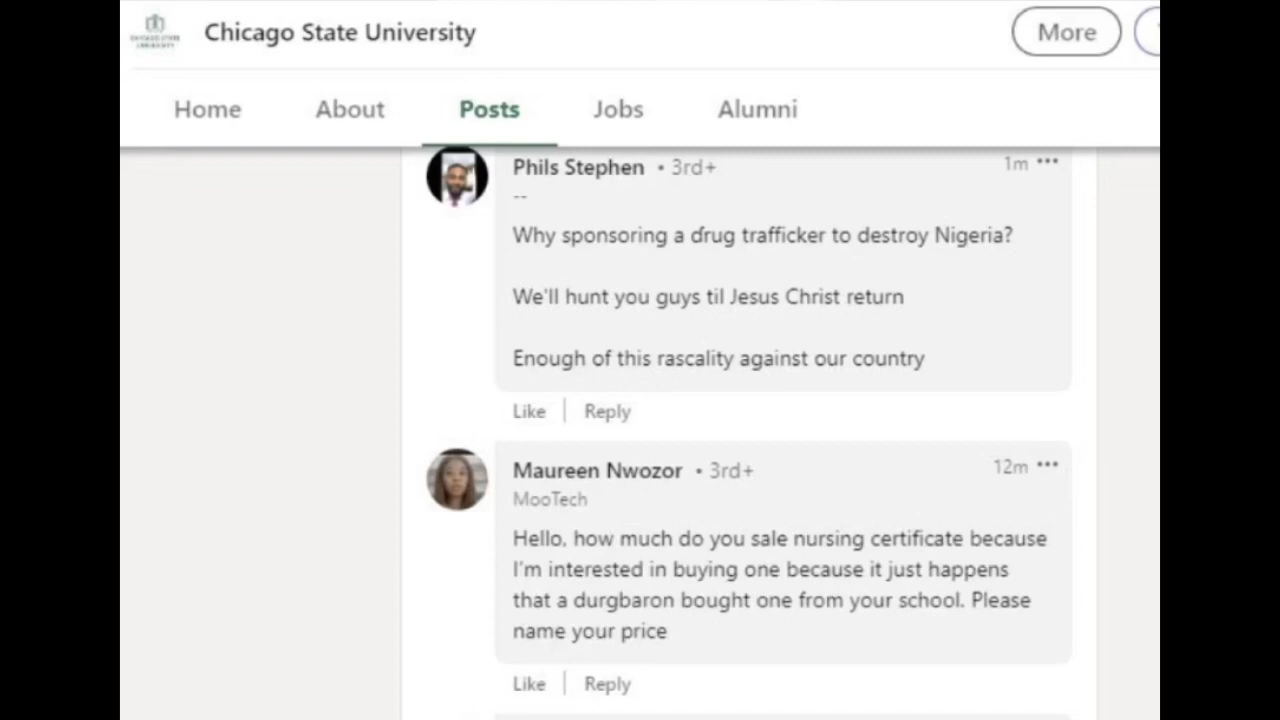 CHICAGO STATE
UNIVERSITY
Chicago State University
More
Home About Posts Jobs Alumni
Phils Stephen • 3rd+ 1m •••
--
Why sponsoring a drug trafficker to destroy Nigeria?
We'll hunt you guys til Jesus Christ return
Enough of this rascality against our country
Like | Reply
Maureen Nwozor • 3rd+ 12m •••
MooTech
Hello, how much do you sale nursing certificate because
I'm interested in buying one because it just happens
that a durgbaron bought one from your school. Please
name your price
Like | Reply